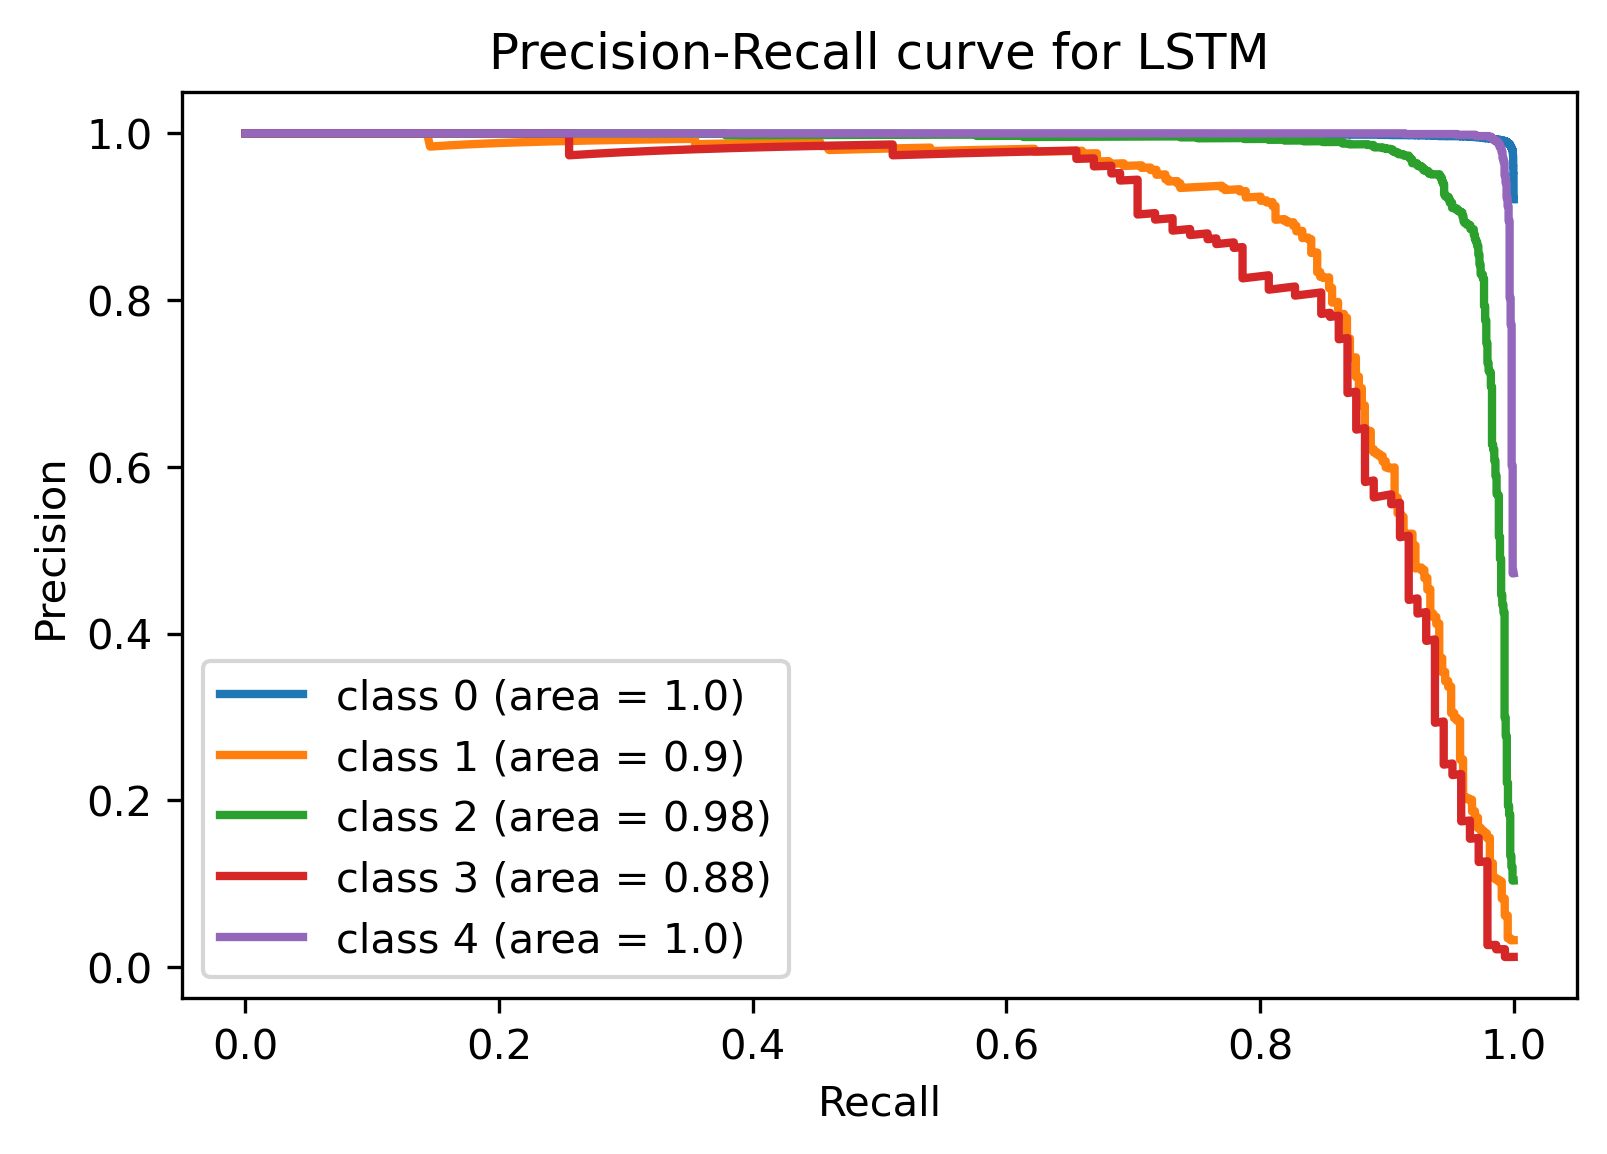 Precision-Recall curve for LSTM
1.0
0.8
0.6
0.4
0.2
0.0
Precision
class 0 (area = 1.0)
class 1 (area = 0.9)
class 2 (area = 0.98)
class 3 (area = 0.88)
class 4 (area = 1.0)
0.0 0.2 0.4 0.6 0.8 1.0
Recall